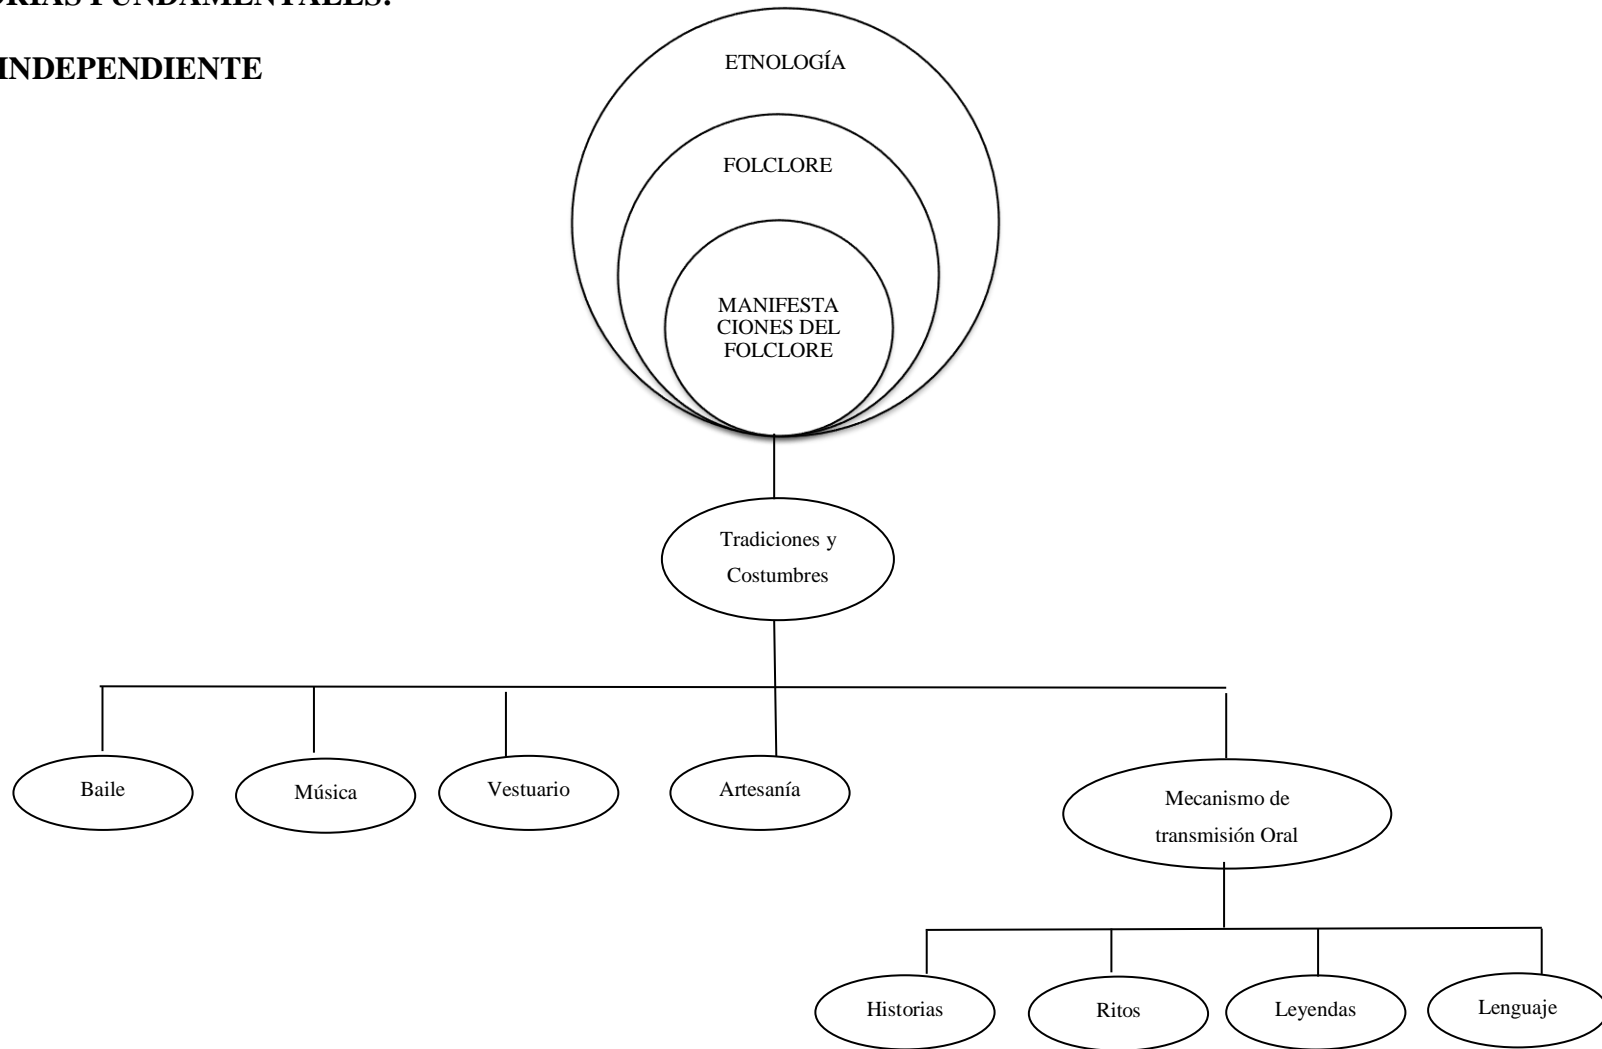 FUNDAMENTALES:
INDEPENDIENTE
ETNOLOGÍA
FOLCLORE
MANIFESTA
CIONES DEL
FOLCLORE
Tradiciones y
Costumbres
Baile
Música
Vestuario
Artesanía
Mecanismo de
transmisión Oral
Historias
Ritos
Leyendas
Lenguaje